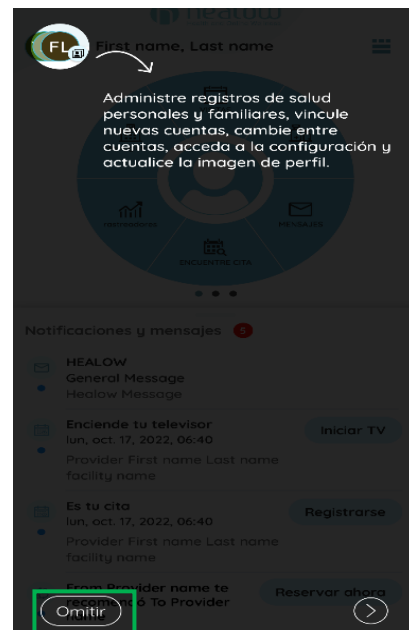 healow
FL
First name, Last name
Administre registros de salud
personales y familiares, vincule
nuevas cuentas, cambie entre
cuentas, acceda a la configuración y
actualice la imagen de perfil.
MENSAJES
ENCUENTRE CITA
Notificaciones y mensajes 5
HEALOW
General Message
Healow Message
Enciende tu televisor
lun, oct. 17, 2022, 06:40
Iniciar TV
Provider First name Last name
facility name
Es tu cita
lun, oct. 17, 2022, 06:40
Registrarse
Provider First name Last name
facility name
From Provider name te
recomendó To Provider
name
Reservar ahora
Omitir